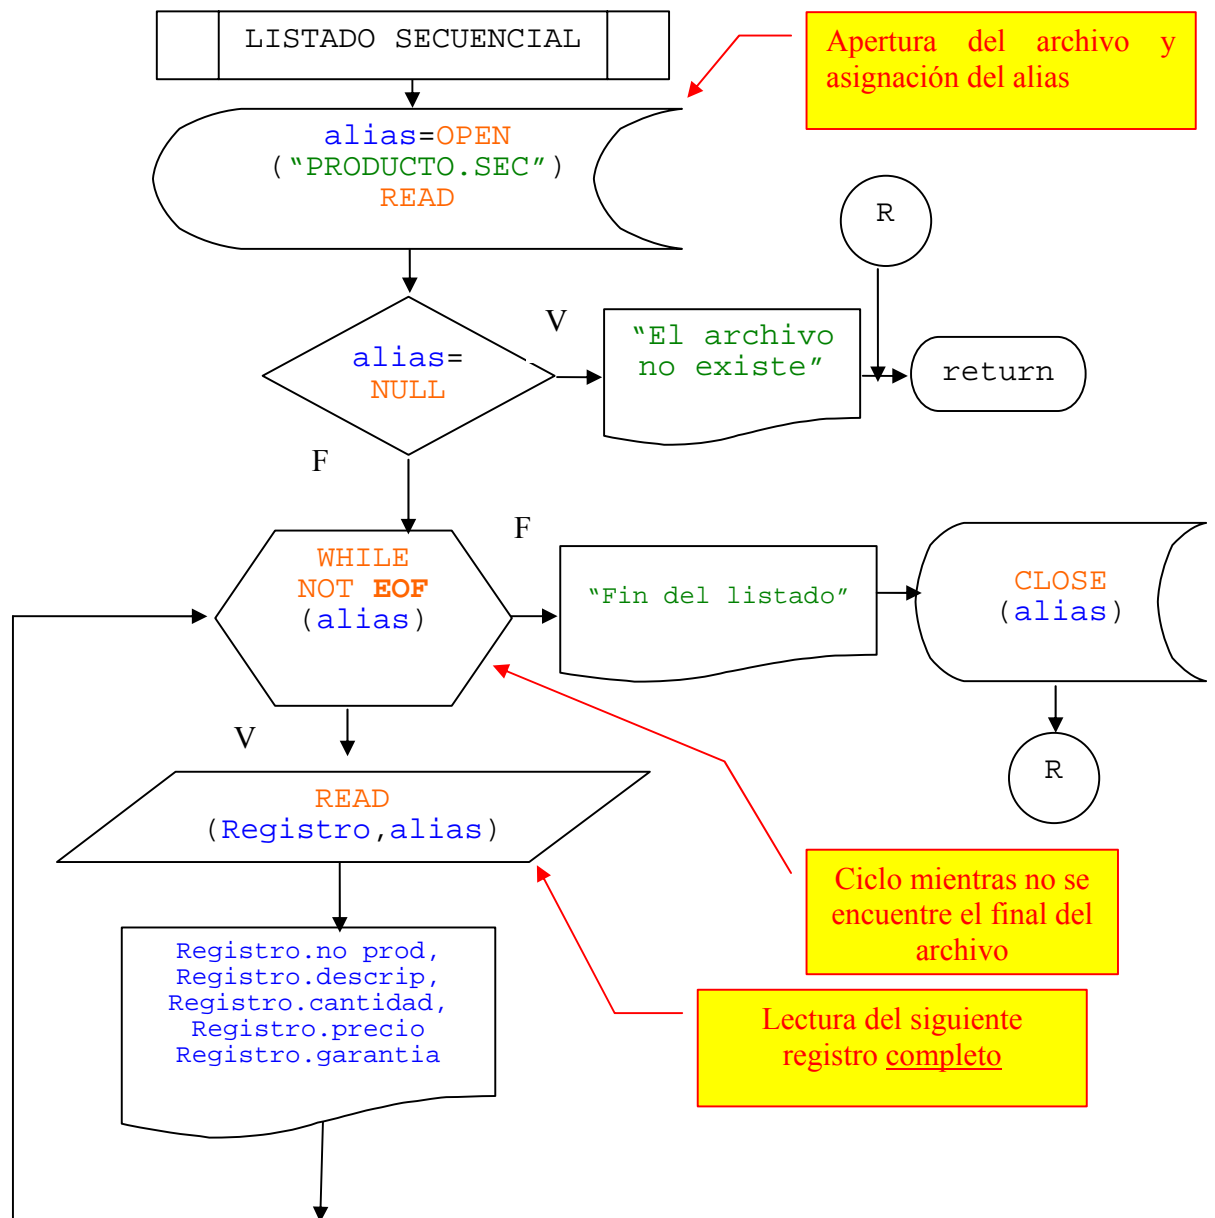 LISTADO SECUENCIAL
Apertura del archivo y
asignación del alias
alias=OPEN
(“PRODUCTO.SEC”)
READ
R
V
“El archivo
no existe”
return
alias=
NULL
F
WHILE
NOT EOF
(alias)
F
“Fin del listado”
CLOSE
(alias)
R
V
READ
(Registro,alias)
Ciclo mientras no se
encuentre el final del
archivo
Registro.no prod,
Registro.descrip,
Registro.cantidad,
Registro.precio
Registro.garantia
Lectura del siguiente
registro completo